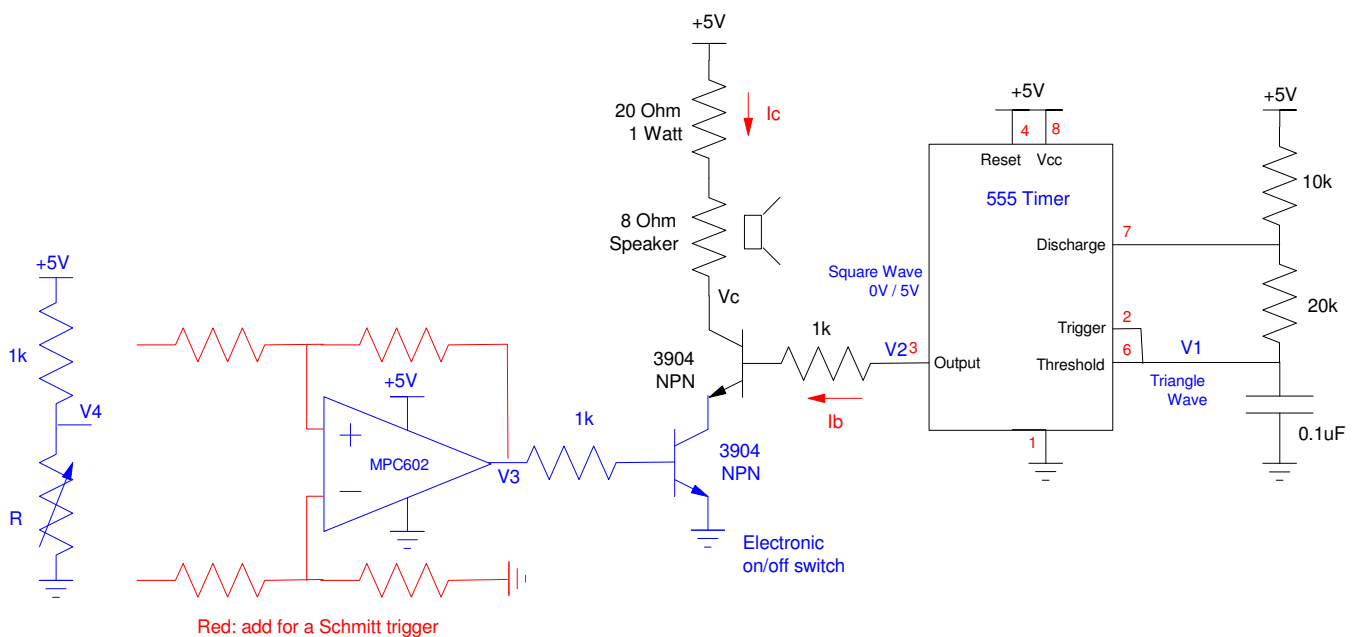 +5V
20 Ohm
1 Watt
Ic
8 Ohm
Speaker
Vc
+5V
4
8
Reset
Vcc
555 Timer
Discharge
7
+5V
10k
20k
Square Wave
0V / 5V
Trigger
2
Threshold
6
V1
Triangle
Wave
0.1uF
Output
V2
3
1k
Ib
1
3904
NPN
3904
NPN
Electronic
on/off switch
+5V
1k
V4
R
+5V
+
MPC602
−
V3
1k
Red: add for a Schmitt trigger